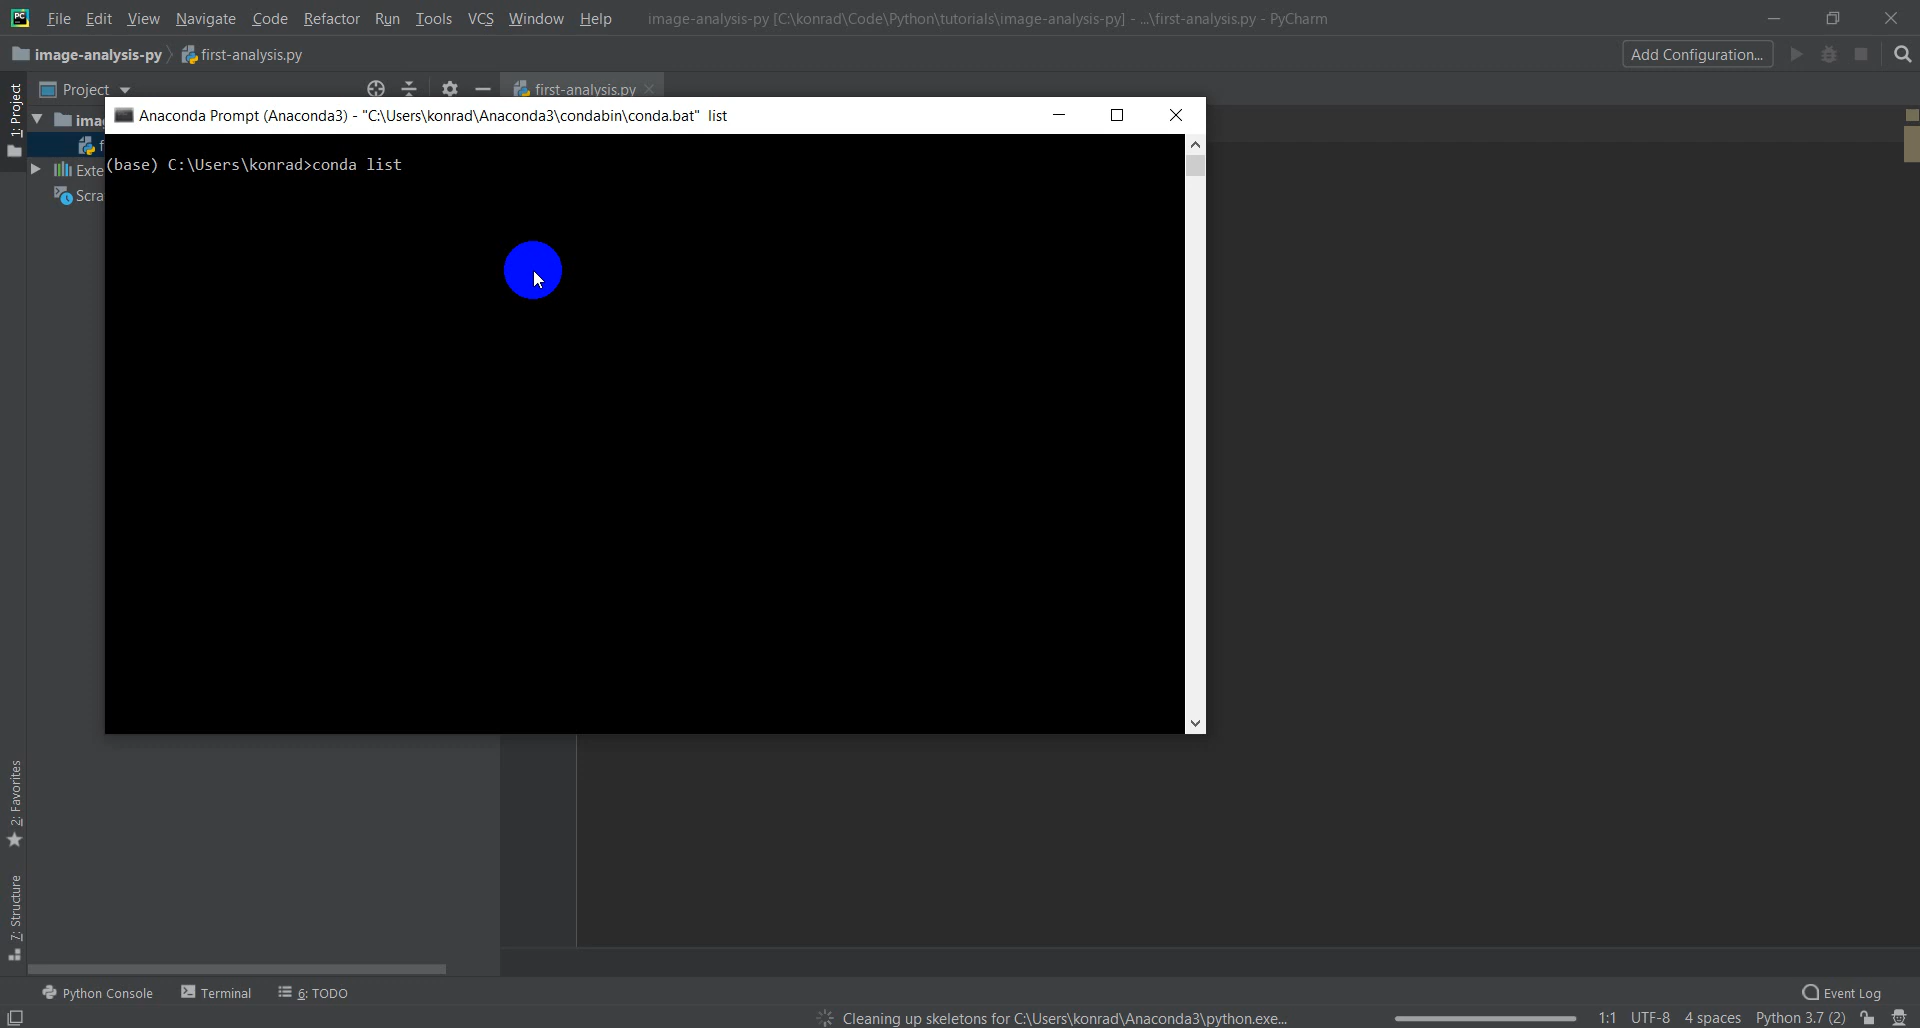 File Edit View Navigate Code Refactor Run Tools VCS Window Help image-analysis-py [C:\konrad\Code\Python\tutorials\image-analysis-py] - ...\first-analysis.py - PyCharm
image-analysis-py first-analysis.py Add Configuration...
1: Project
Project first-analysis.py
Anaconda Prompt (Anaconda3) - "C:\Users\konrad\Anaconda3\condabin\conda.bat" list
(base) C:\Users\konrad>conda list
2: Favorites
7: Structure
Python Console Terminal 6: TODO Event Log
Cleaning up skeletons for C:\Users\konrad\Anaconda3\python.exe... 1:1 UTF-8 4 spaces Python 3.7 (2)